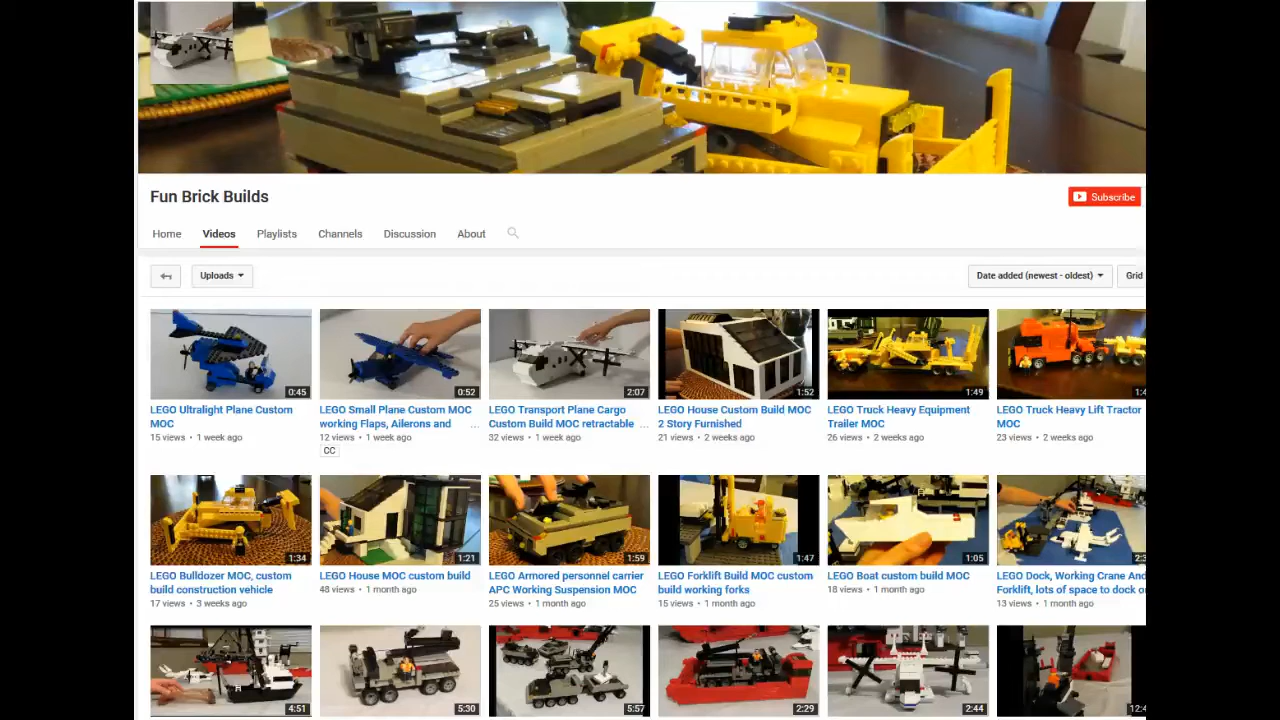 Fun Brick Builds
Subscribe
Home Videos Playlists Channels Discussion About
Uploads
Date added (newest - oldest)
Grid
0:45 0:52 2:07 1:52 1:49
LEGO Ultralight Plane Custom
MOC
15 views • 1 week ago
LEGO Small Plane Custom MOC
working Flaps, Ailerons and ...
12 views • 1 week ago
CC
LEGO Transport Plane Cargo
Custom Build MOC retractable ...
32 views • 1 week ago
LEGO House Custom Build MOC
2 Story Furnished
21 views • 2 weeks ago
LEGO Truck Heavy Equipment
Trailer MOC
26 views • 2 weeks ago
LEGO Truck Heavy Lift Tractor
MOC
23 views • 2 weeks ago
1:34 1:21 1:59 1:47 1:05
LEGO Bulldozer MOC, custom
build construction vehicle
17 views • 3 weeks ago
LEGO House MOC custom build
48 views • 1 month ago
LEGO Armored personnel carrier
APC Working Suspension MOC
25 views • 1 month ago
LEGO Forklift Build MOC custom
build working forks
15 views • 1 month ago
LEGO Boat custom build MOC
18 views • 1 month ago
LEGO Dock, Working Crane And
Forklift, lots of space to dock
13 views • 1 month ago
4:51 5:30 5:57 2:29 2:44